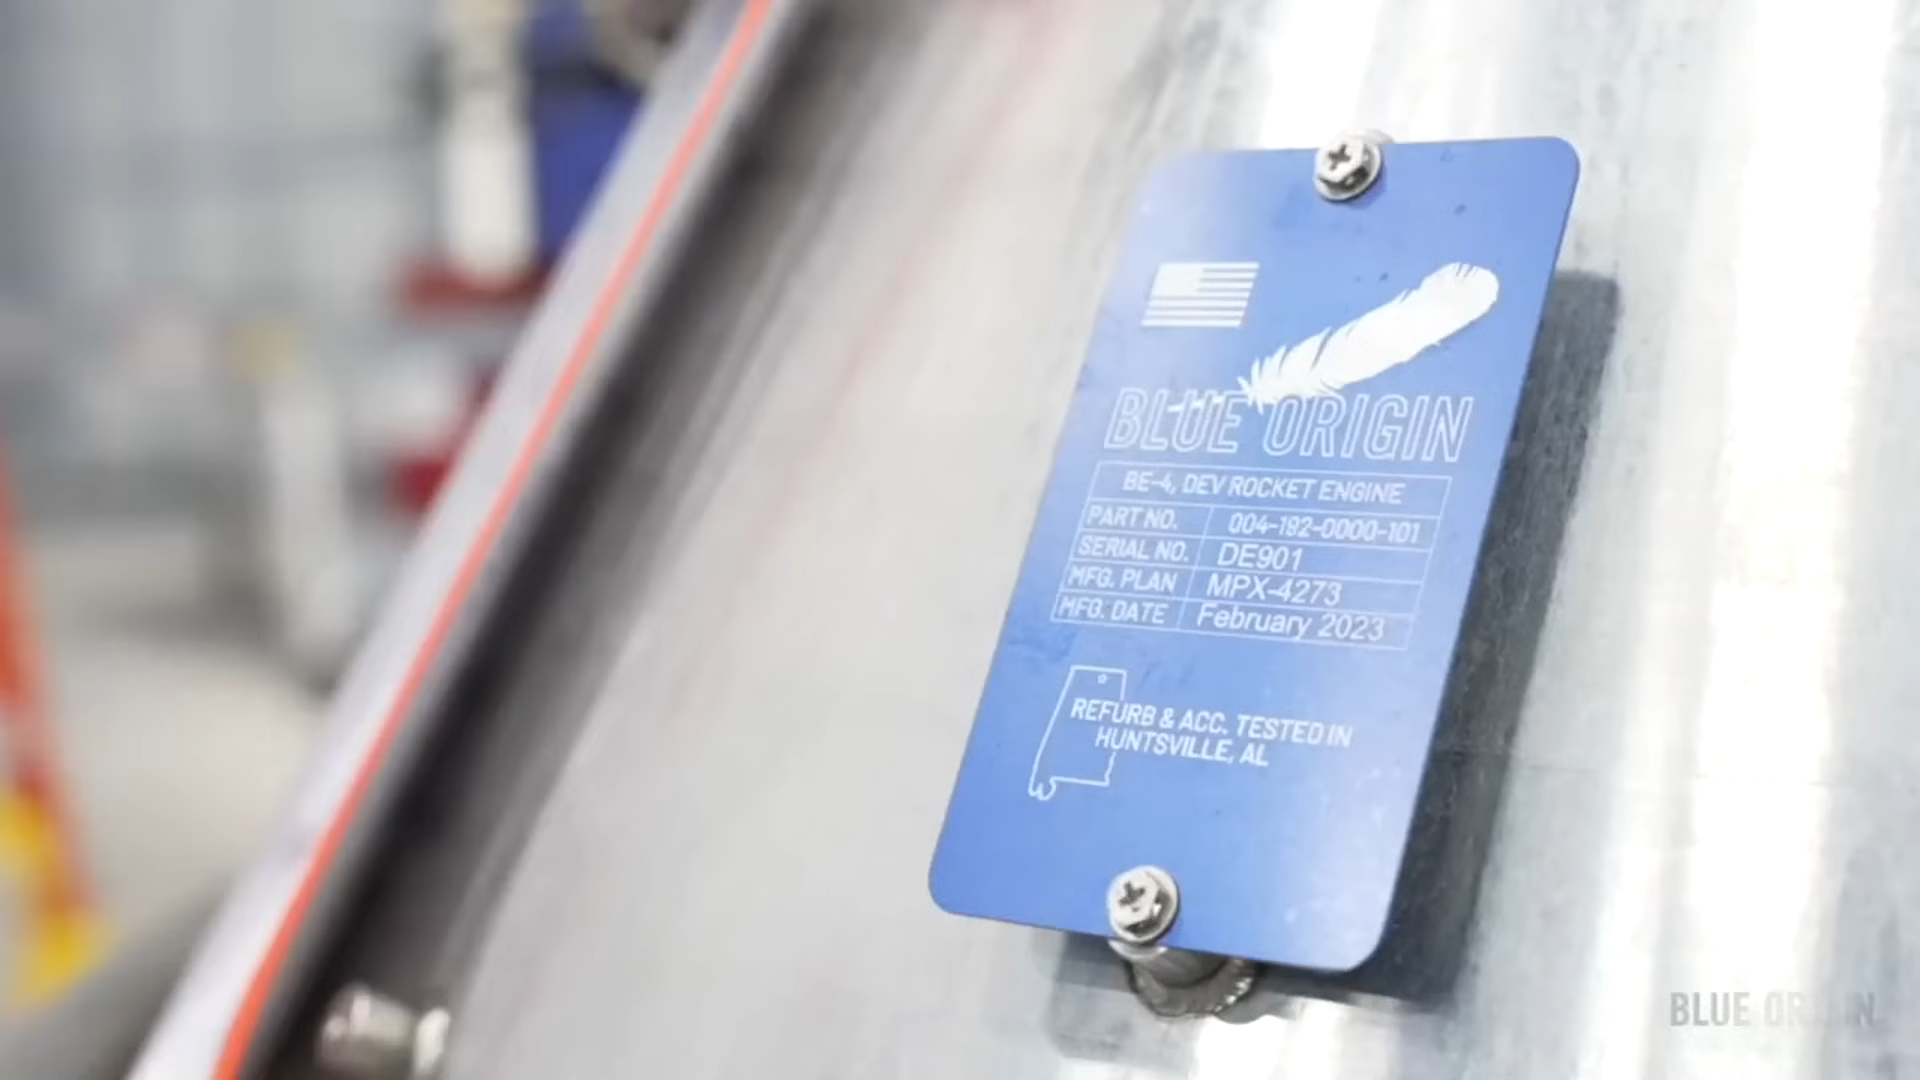 BLUE ORIGIN
BE-4, DEV ROCKET ENGINE
PART NO. 004-192-0000-101
SERIAL NO. DE901
MFG. PLAN MPX-4273
MFG. DATE February 2023
REFURB & ACC. TESTED IN
HUNTSVILLE, AL
BLUE ORIGIN